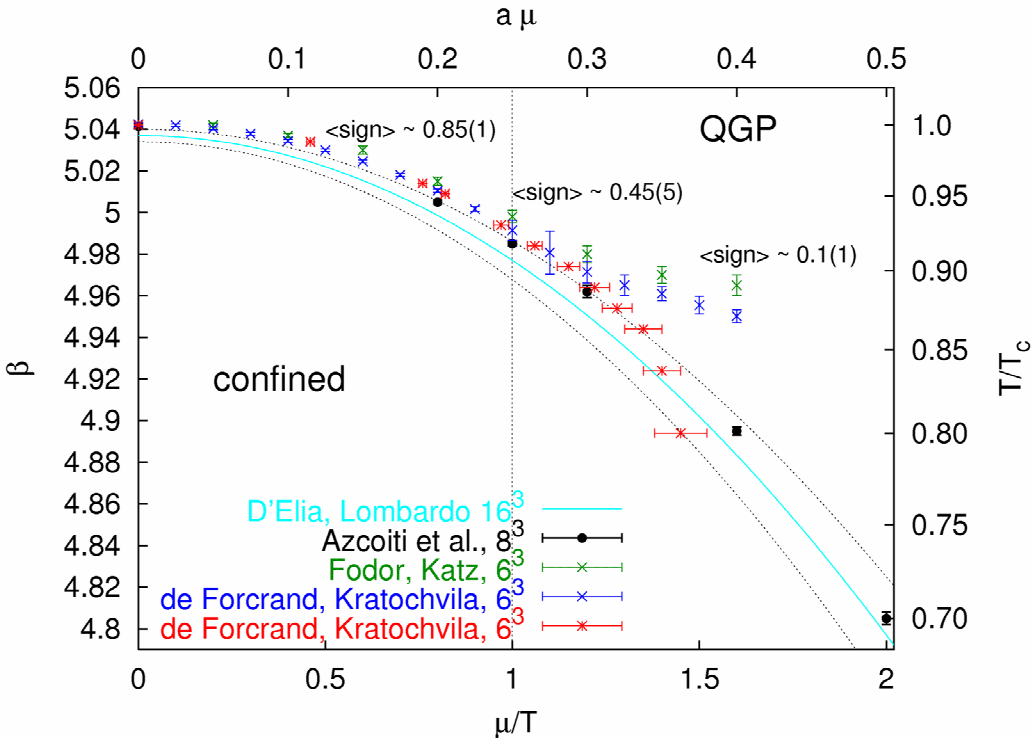 a μ
0 0.1 0.2 0.3 0.4 0.5
5.06
5.04
5.02
5
4.98
4.96
4.94
4.92
4.9
4.88
4.86
4.84
4.82
4.8
β
<sign> ~ 0.85(1)
QGP
<sign> ~ 0.45(5)
<sign> ~ 0.1(1)
confined
D'Elia, Lombardo 16³
Azcoiti et al., 8³
Fodor, Katz, 6³
de Forcrand, Kratochvila, 6³
de Forcrand, Kratochvila, 6³
1.0
0.95
0.90
0.85
0.80
0.75
0.70
T/T_C
0 0.5 1 1.5 2
μ/T